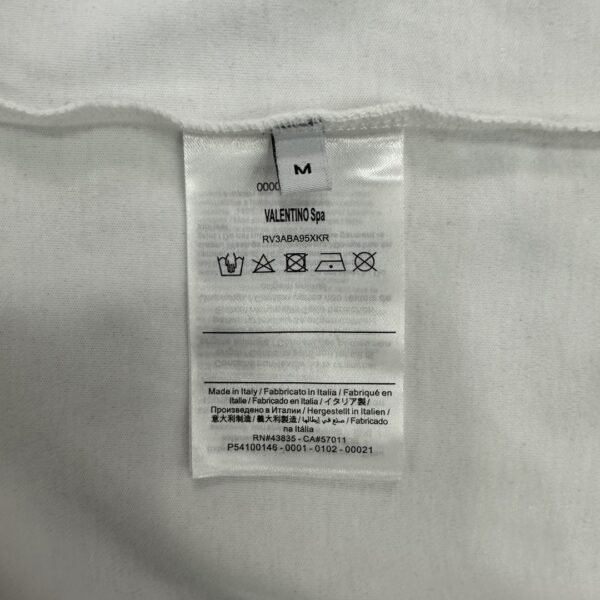 M
0000
VALENTINO Spa
RV3ABA95XKR
Made in Italy / Fabbricato in Italia / Fabriqué en
Italie / Fabricado en Italia / イタリア製 /
Произведено в Италии / Hergestellt in Italien /
意大利制造 / 義大利製造 / صنع في إيطاليا / Fabricado
na Itália
RN#43835 - CA#57011
P54100146 - 0001 - 0102 - 00021